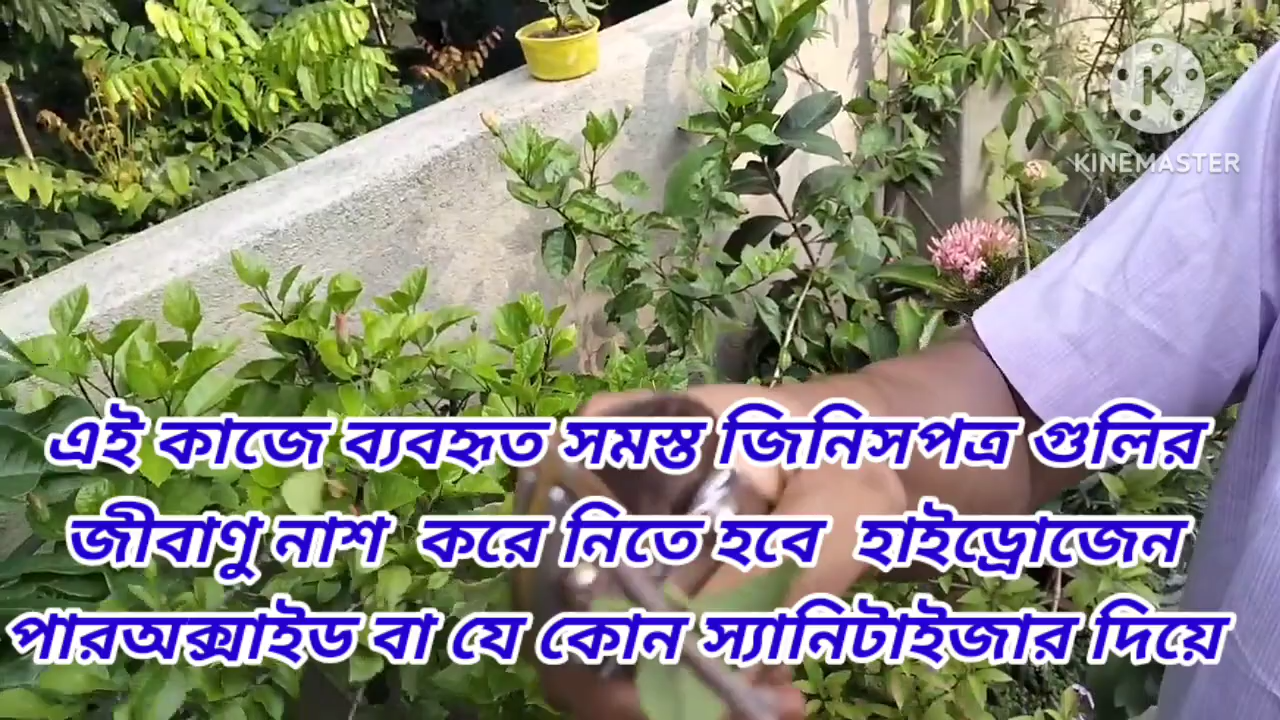 K
KINEMASTER
এই কাজে ব্যবহৃত সমস্ত জিনিসপত্র গুলির
জীবাণু নাশ করে নিতে হবে হাইড্রোজেন
পারঅক্সাইড বা যে কোন স্যানিটাইজার দিয়ে